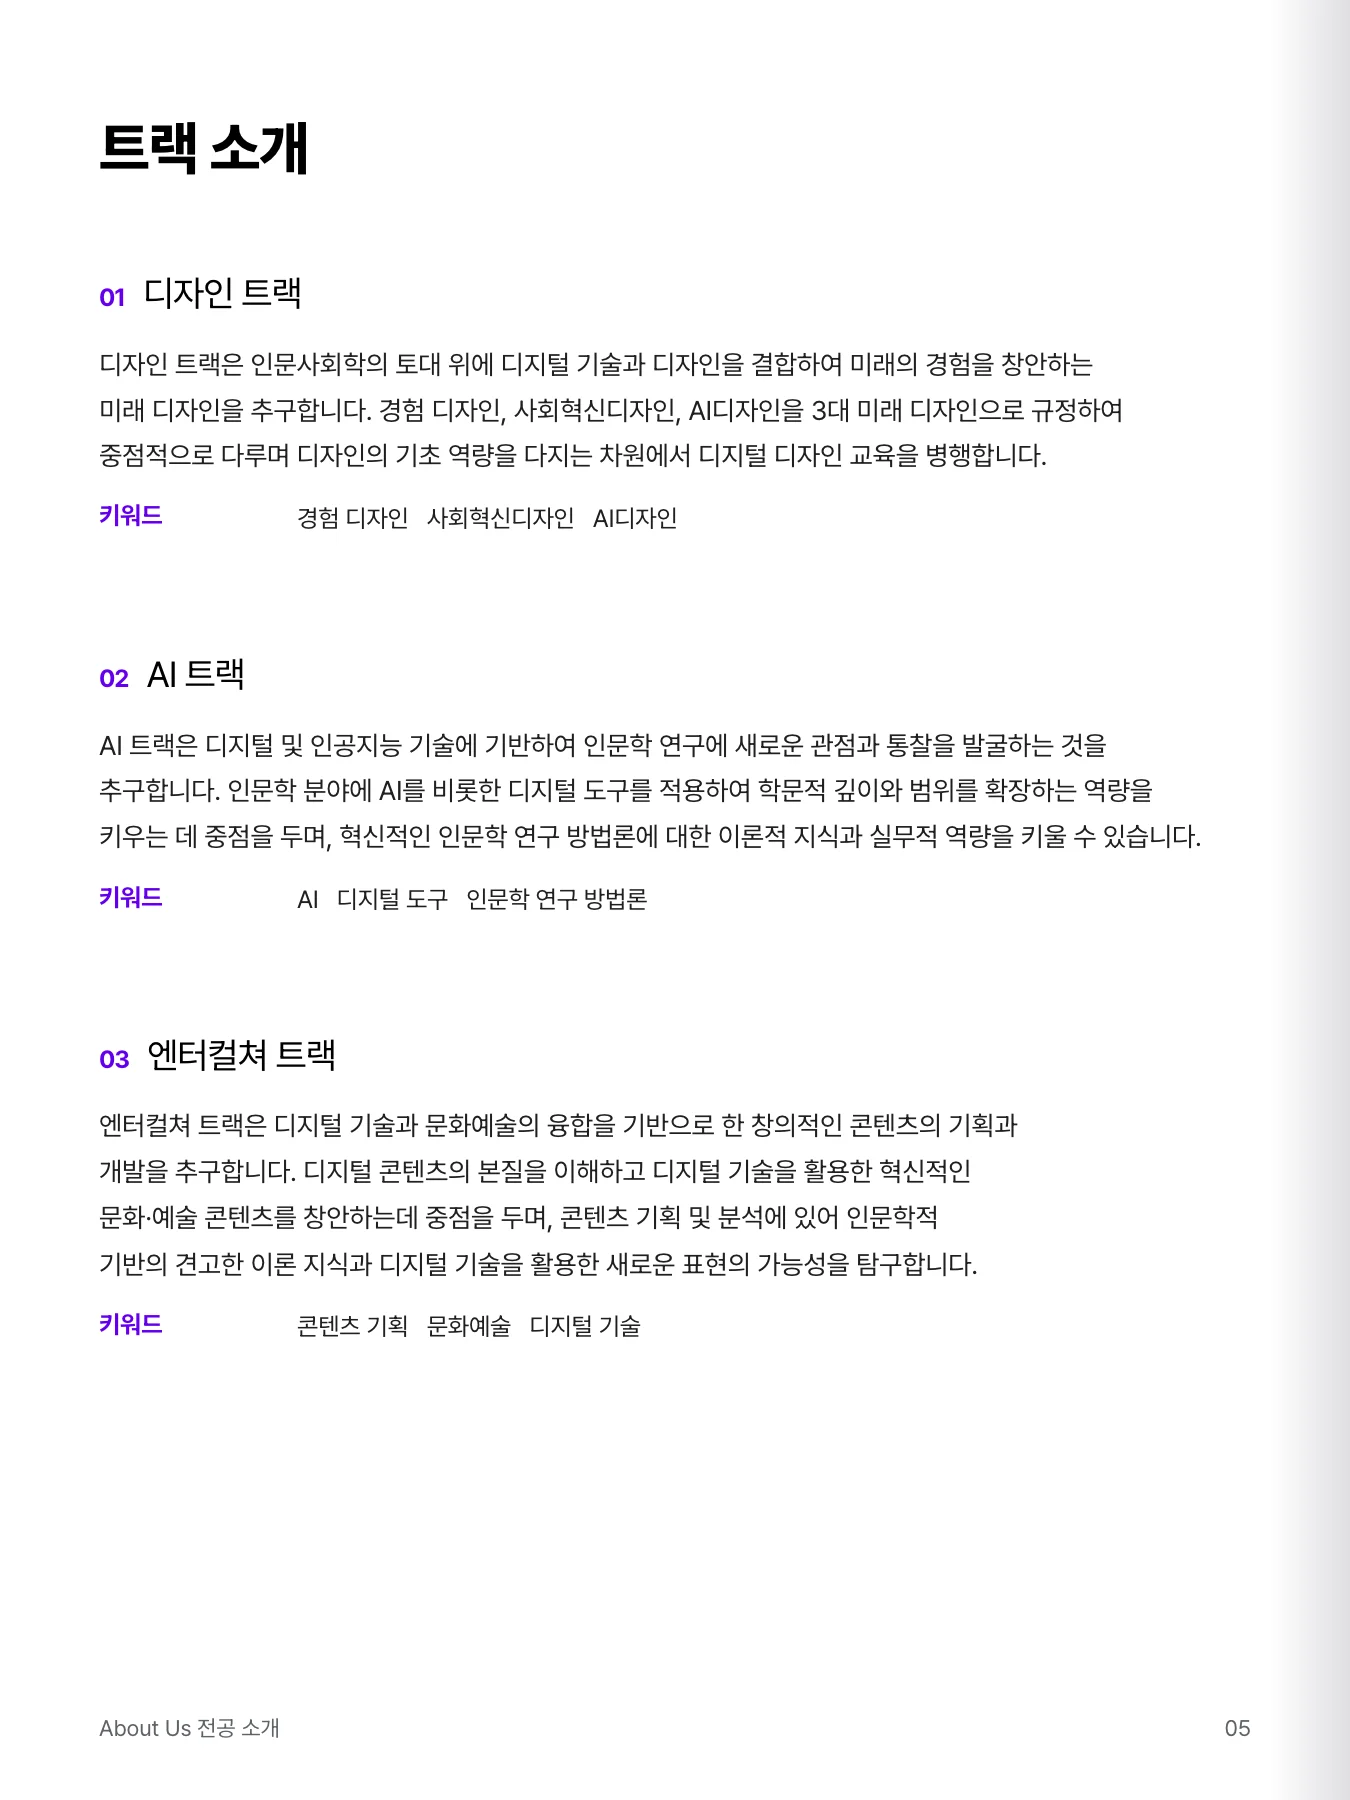 트랙 소개
01 디자인 트랙
디자인 트랙은 인문사회학의 토대 위에 디지털 기술과 디자인을 결합하여 미래의 경험을 창안하는
미래 디자인을 추구합니다. 경험 디자인, 사회혁신디자인, AI디자인을 3대 미래 디자인으로 규정하여
중점적으로 다루며 디자인의 기초 역량을 다지는 차원에서 디지털 디자인 교육을 병행합니다.
키워드 경험 디자인 사회혁신디자인 AI디자인
02 AI 트랙
AI 트랙은 디지털 및 인공지능 기술에 기반하여 인문학 연구에 새로운 관점과 통찰을 발굴하는 것을
추구합니다. 인문학 분야에 AI를 비롯한 디지털 도구를 적용하여 학문적 깊이와 범위를 확장하는 역량을
키우는 데 중점을 두며, 혁신적인 인문학 연구 방법론에 대한 이론적 지식과 실무적 역량을 키울 수 있습니다.
키워드 AI 디지털 도구 인문학 연구 방법론
03 엔터컬쳐 트랙
엔터컬쳐 트랙은 디지털 기술과 문화예술의 융합을 기반으로 한 창의적인 콘텐츠의 기획과
개발을 추구합니다. 디지털 콘텐츠의 본질을 이해하고 디지털 기술을 활용한 혁신적인
문화·예술 콘텐츠를 창안하는데 중점을 두며, 콘텐츠 기획 및 분석에 있어 인문학적
기반의 견고한 이론 지식과 디지털 기술을 활용한 새로운 표현의 가능성을 탐구합니다.
키워드 콘텐츠 기획 문화예술 디지털 기술
About Us 전공 소개 05